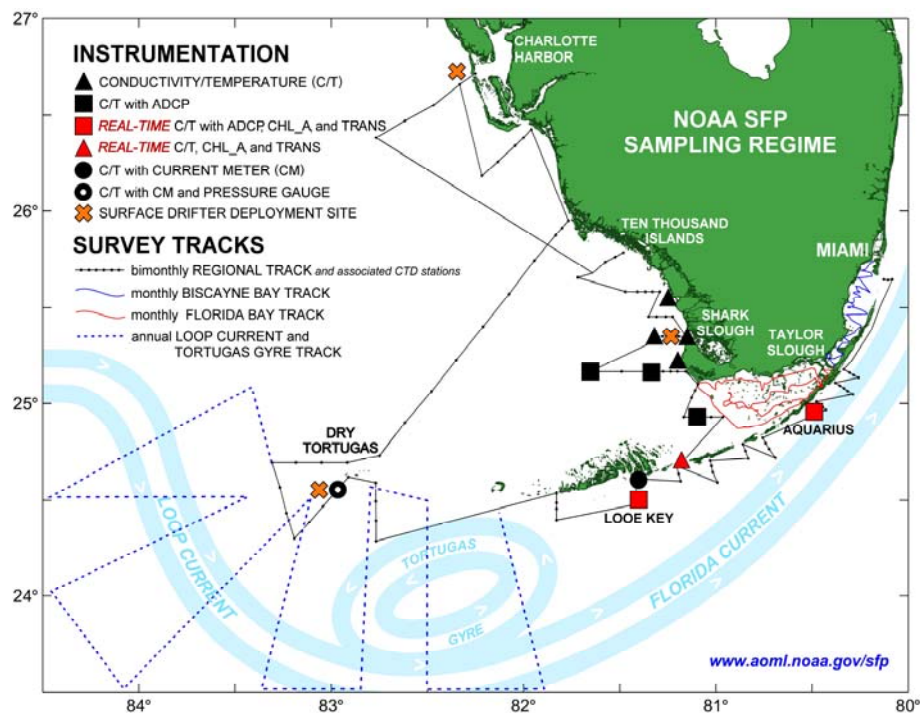 27°
26°
25°
24°
84°
83°
82°
81°
80°
INSTRUMENTATION
CONDUCTIVITY/TEMPERATURE (C/T)
C/T with ADCP
REAL-TIME C/T with ADCP, CHL_A, and TRANS
REAL-TIME C/T, CHL_A, and TRANS
C/T with CURRENT METER (CM)
C/T with CM and PRESSURE GAUGE
SURFACE DRIFTER DEPLOYMENT SITE
SURVEY TRACKS
bimonthly REGIONAL TRACK and associated CTD stations
monthly BISCAYNE BAY TRACK
monthly FLORIDA BAY TRACK
annual LOOP CURRENT and
TORTUGAS GYRE TRACK
CHARLOTTE
HARBOR
NOAA SFP
SAMPLING REGIME
TEN THOUSAND
ISLANDS
MIAMI
SHARK
SLOUGH
TAYLOR
SLOUGH
AQUARIUS
DRY
TORTUGAS
LOOE KEY
LOOP CURRENT
TORTUGAS
GYRE
FLORIDA CURRENT
www.aoml.noaa.gov/sfp